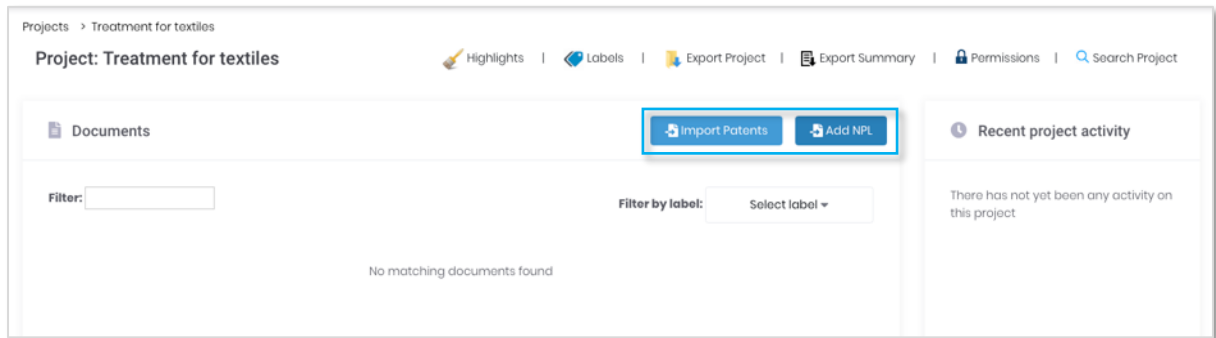 Projects > Treatment for textiles
Project: Treatment for textiles
Highlights | Labels | Export Project | Export Summary | Permissions | Search Project
Documents
Import Patents
Add NPL
Recent project activity
Filter:
Filter by label:
Select label
There has not yet been any activity on
this project
No matching documents found